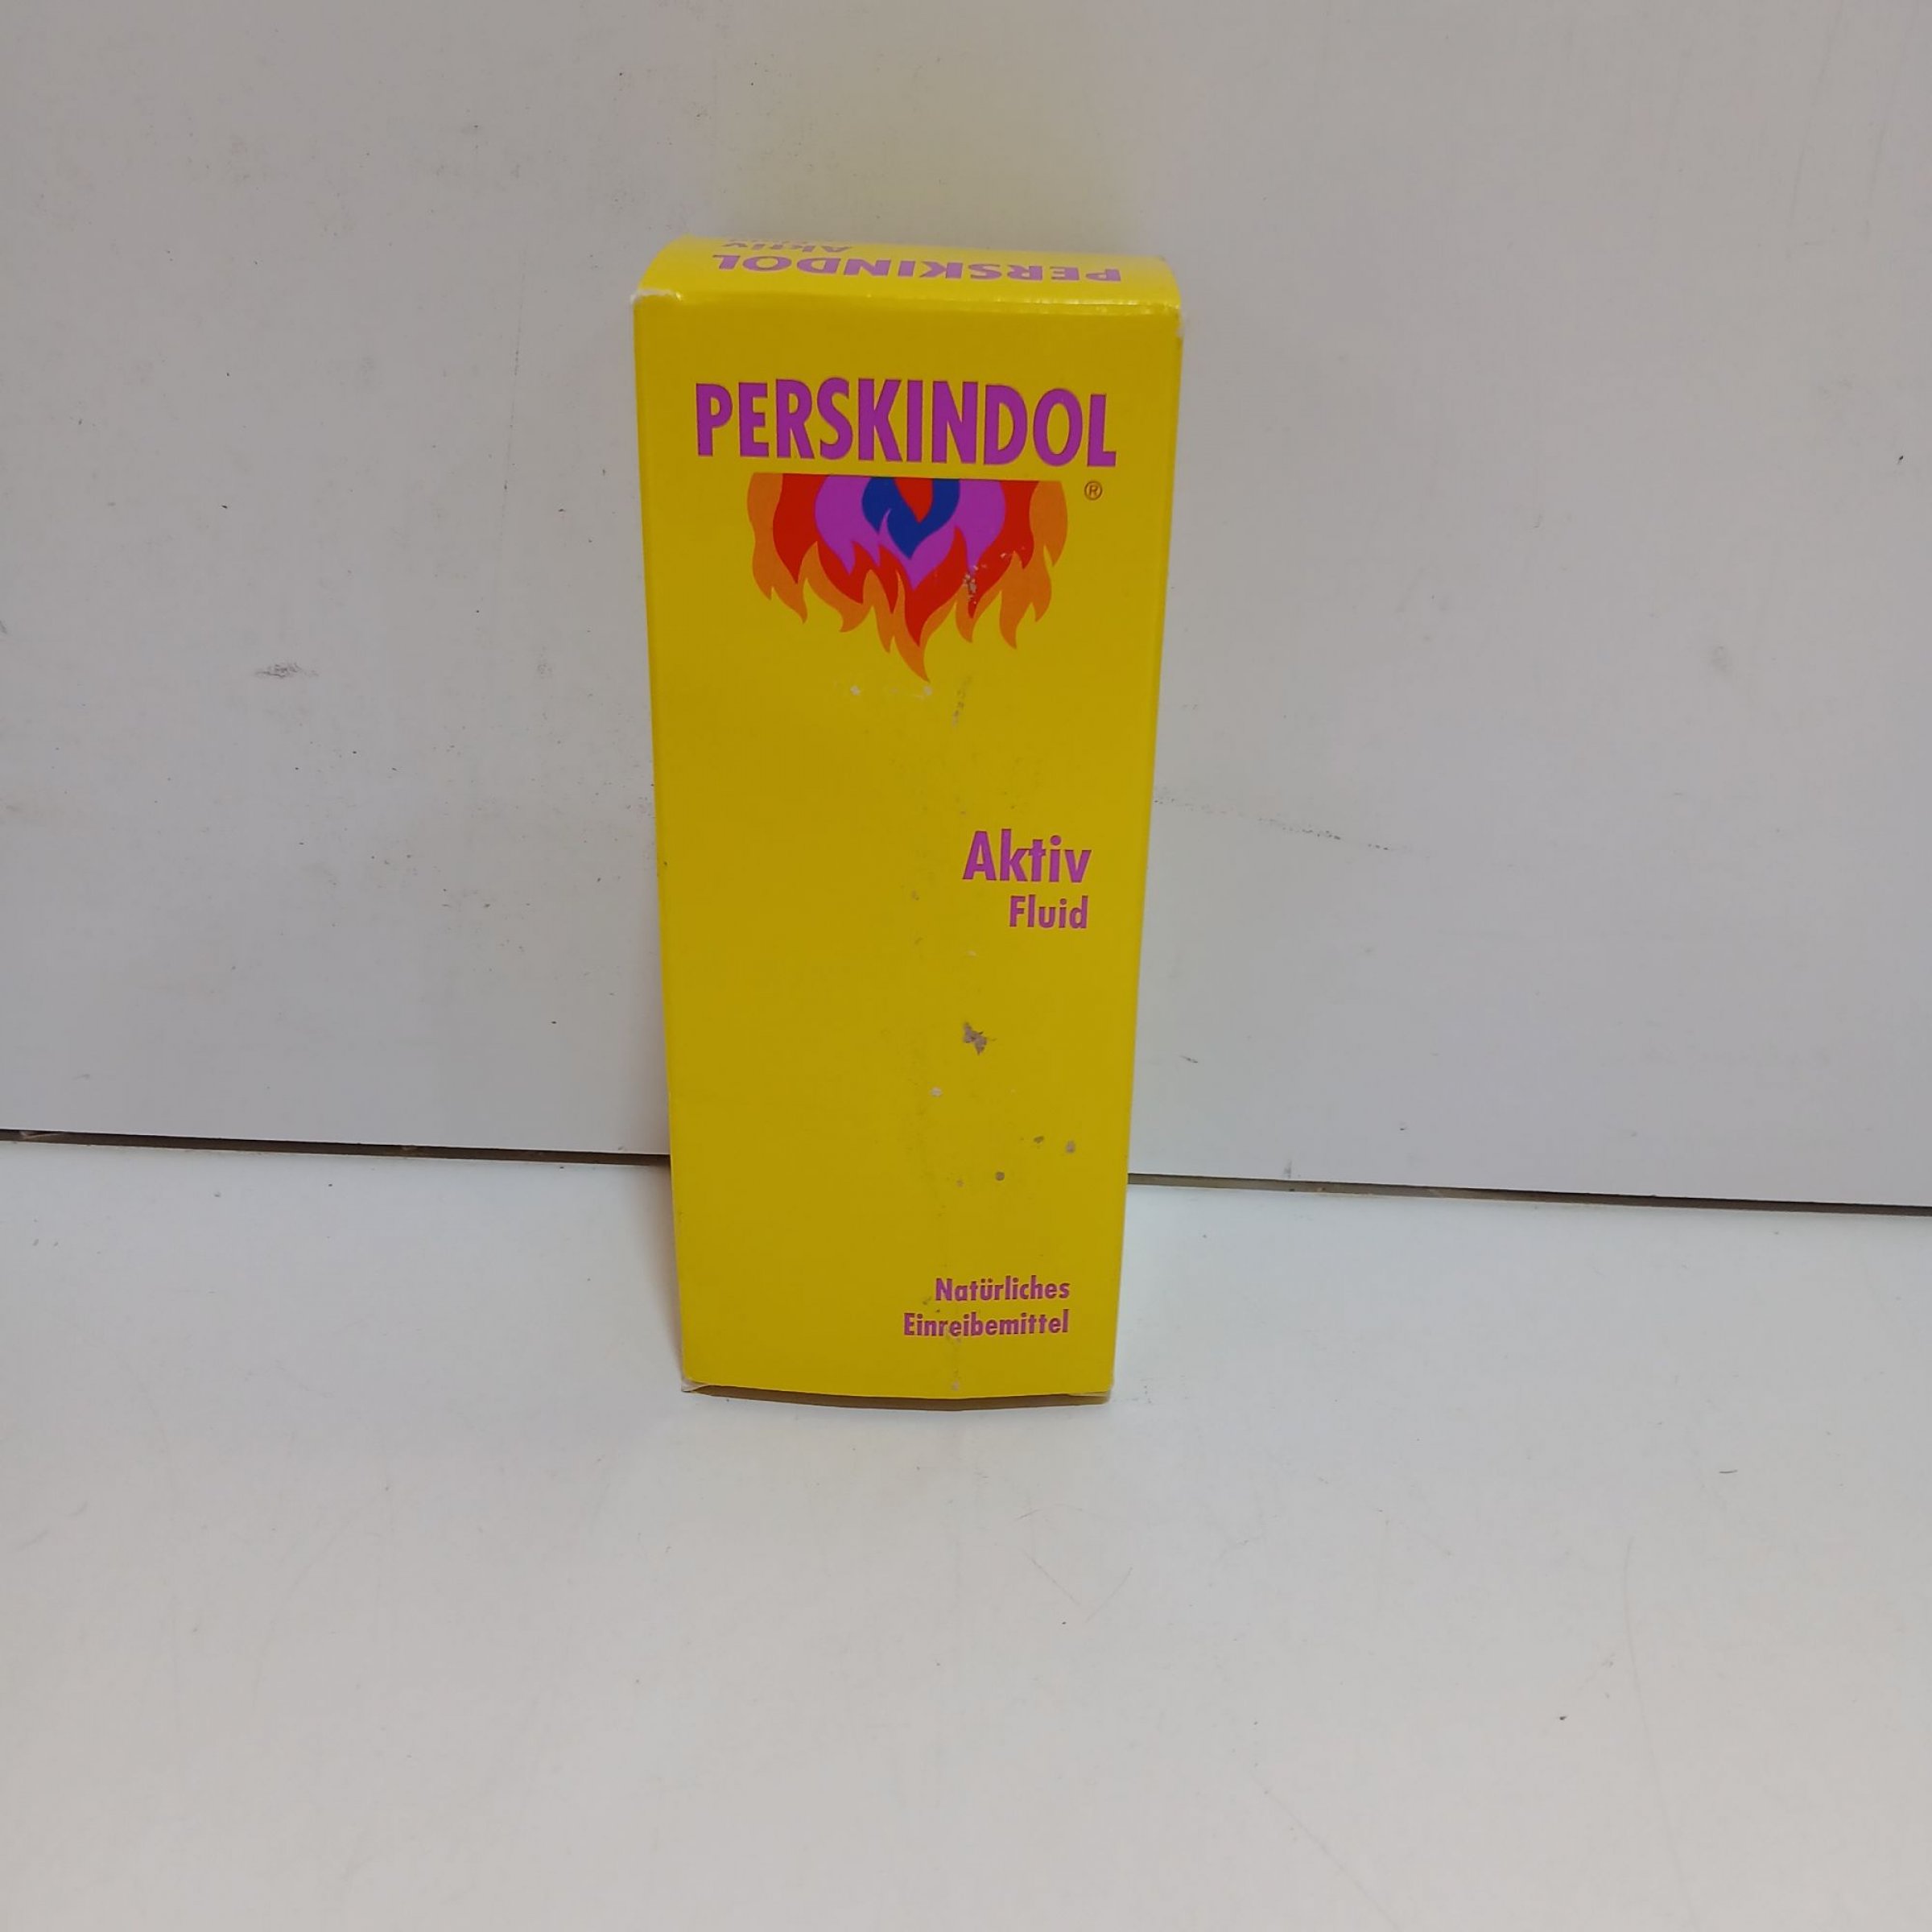 PERSKINDOL
Aktiv
PERSKINDOL
®
Aktiv
Fluid
Natürliches
Einreibemittel